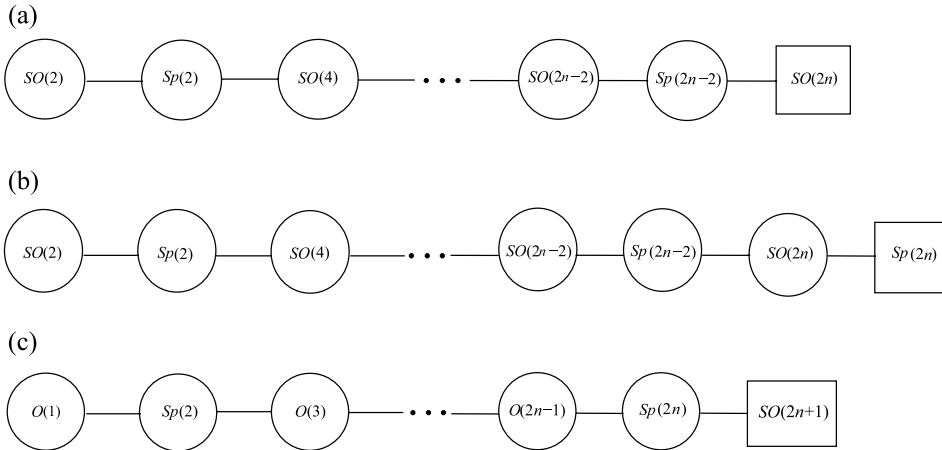 (a)
SO(2) Sp(2) SO(4) ··· SO(2n−2) Sp(2n−2) SO(2n)
(b)
SO(2) Sp(2) SO(4) ··· SO(2n−2) Sp(2n−2) SO(2n) Sp(2n)
(c)
O(1) Sp(2) O(3) ··· O(2n−1) Sp(2n) SO(2n+1)